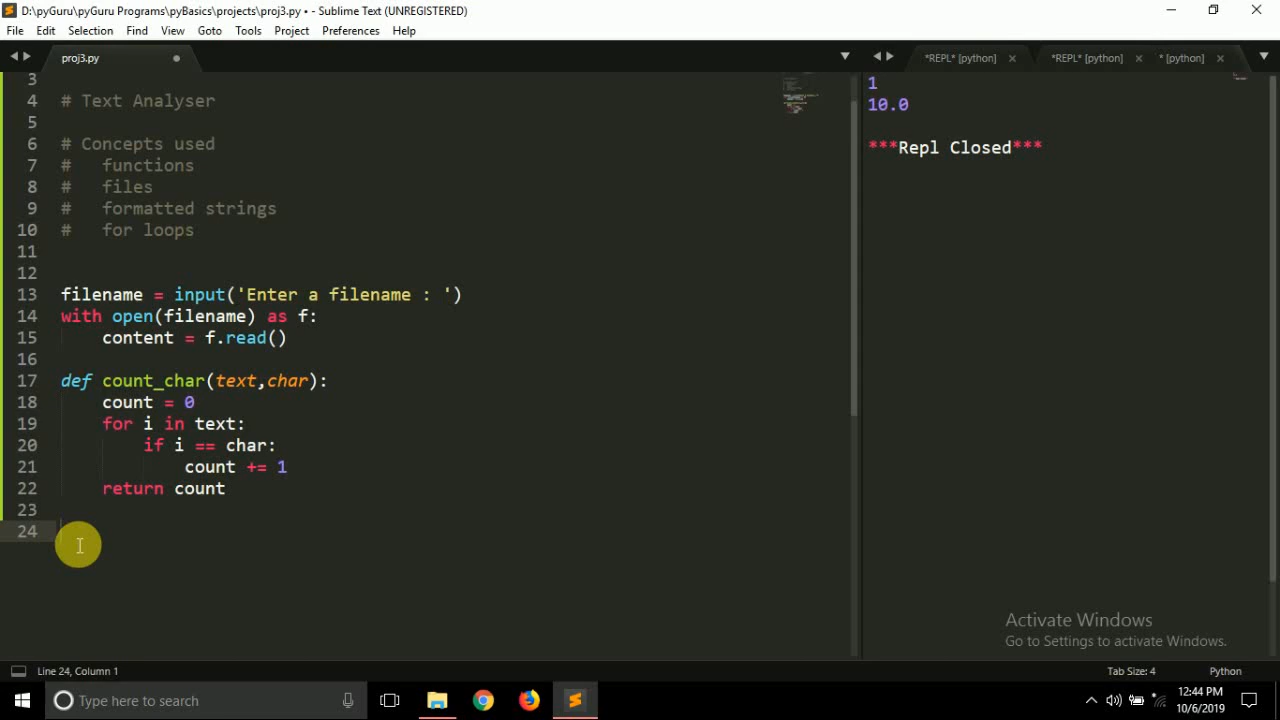 D:\pyGuru\pyGuru Programs\pyBasics\projects\proj3.py • - Sublime Text (UNREGISTERED)
File Edit Selection Find View Goto Tools Project Preferences Help
proj3.py
*REPL* [python] *REPL* [python] * [python]
3
4 # Text Analyser
5
6 # Concepts used
7 #   functions
8 #   files
9 #   formatted strings
10 #   for loops
11
12
13 filename = input('Enter a filename : ')
14 with open(filename) as f:
15     content = f.read()
16
17 def count_char(text,char):
18     count = 0
19     for i in text:
20         if i == char:
21             count += 1
22     return count
23
24
1
10.0
***Repl Closed***
Activate Windows
Go to Settings to activate Windows.
Line 24, Column 1 Tab Size: 4 Python
Type here to search
12:44 PM
10/6/2019